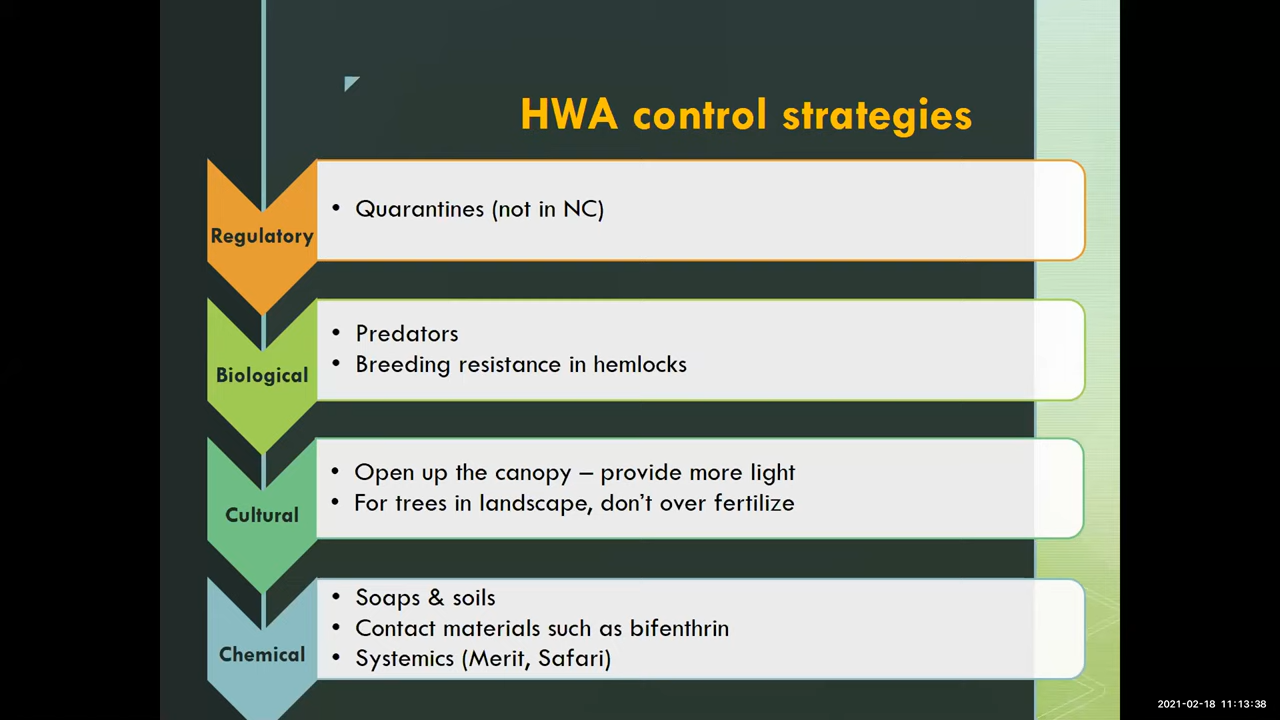 HWA control strategies
Regulatory
• Quarantines (not in NC)
Biological
• Predators
• Breeding resistance in hemlocks
Cultural
• Open up the canopy – provide more light
• For trees in landscape, don't over fertilize
Chemical
• Soaps & soils
• Contact materials such as bifenthrin
• Systemics (Merit, Safari)
2021-02-18 11:13:38